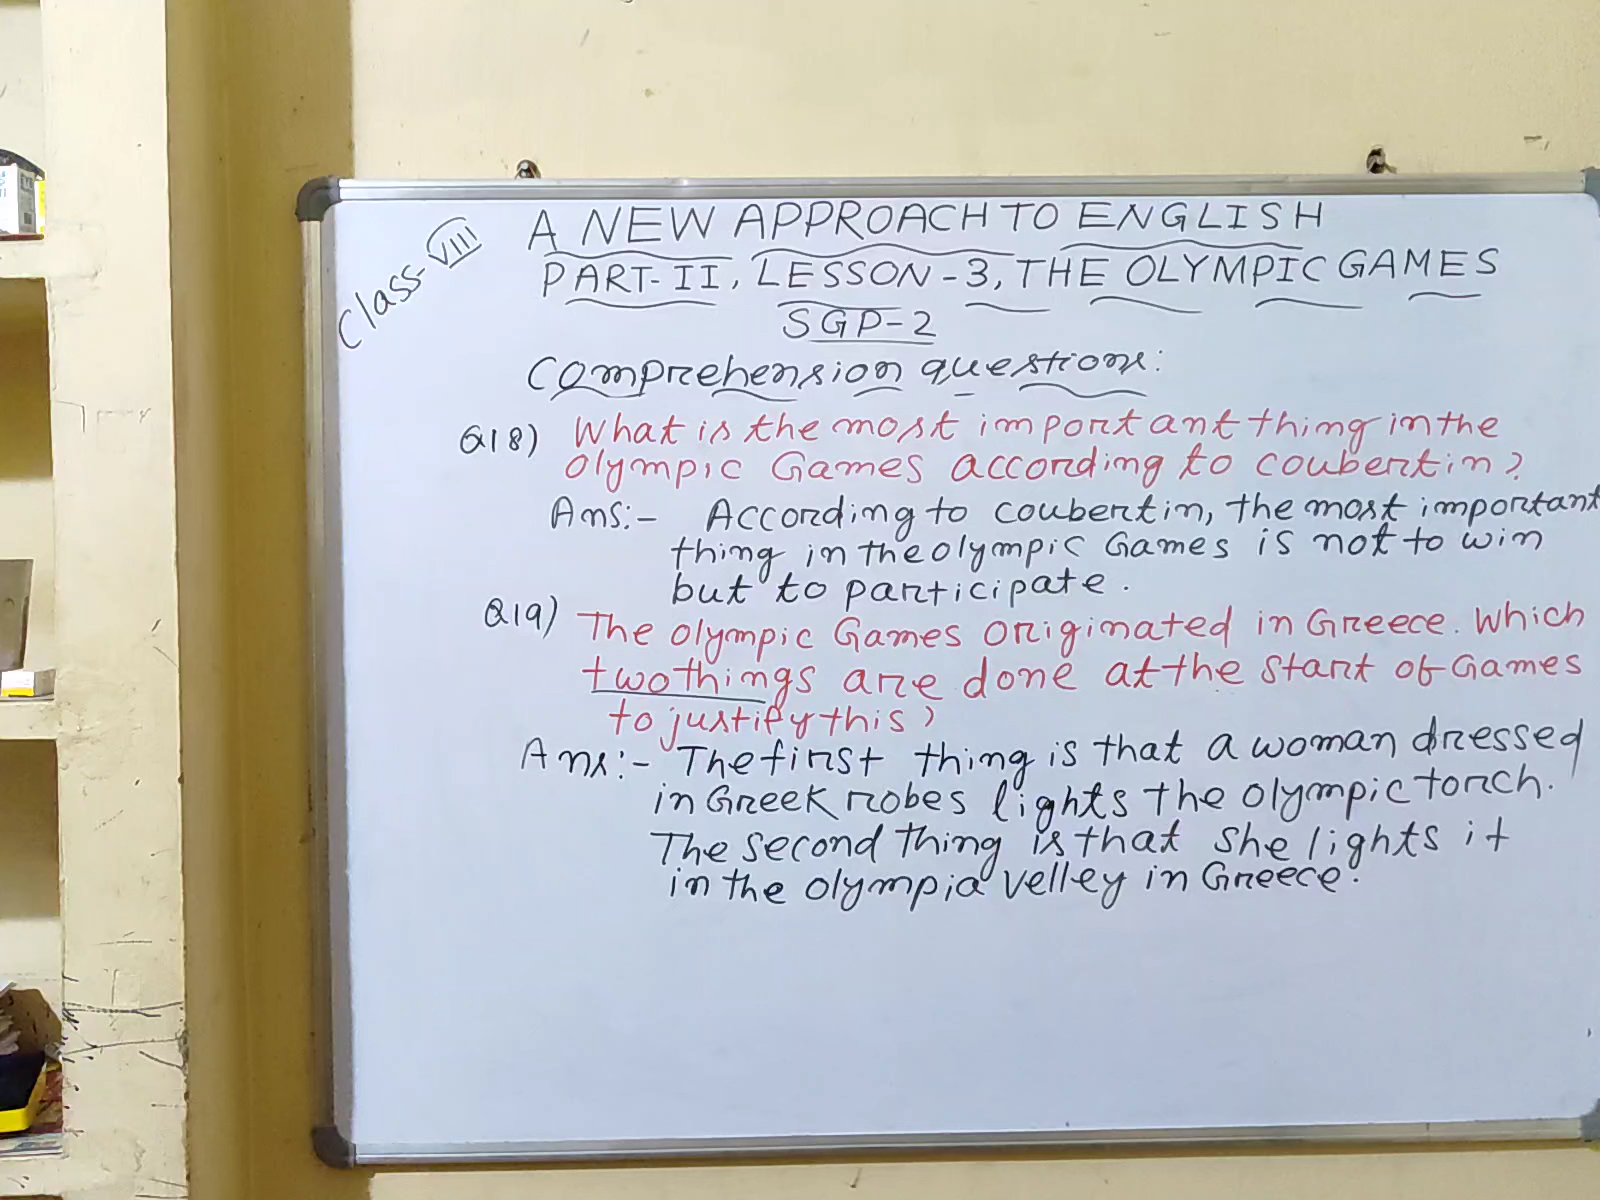 Class-VIII
A NEW APPROACH TO ENGLISH
PART-II, LESSON-3, THE OLYMPIC GAMES
SGP-2
Comprehension questions:
Q18) What is the most important thing in the
Olympic Games according to Coubertin?
Ans:- According to Coubertin, the most important
thing in the Olympic Games is not to win
but to participate.
Q19) The Olympic Games originated in Greece. Which
two things are done at the start of Games
to justify this?
Ans:- The first thing is that a woman dressed
in Greek robes lights the Olympic torch.
The second thing is that she lights it
in the Olympia velley in Greece.